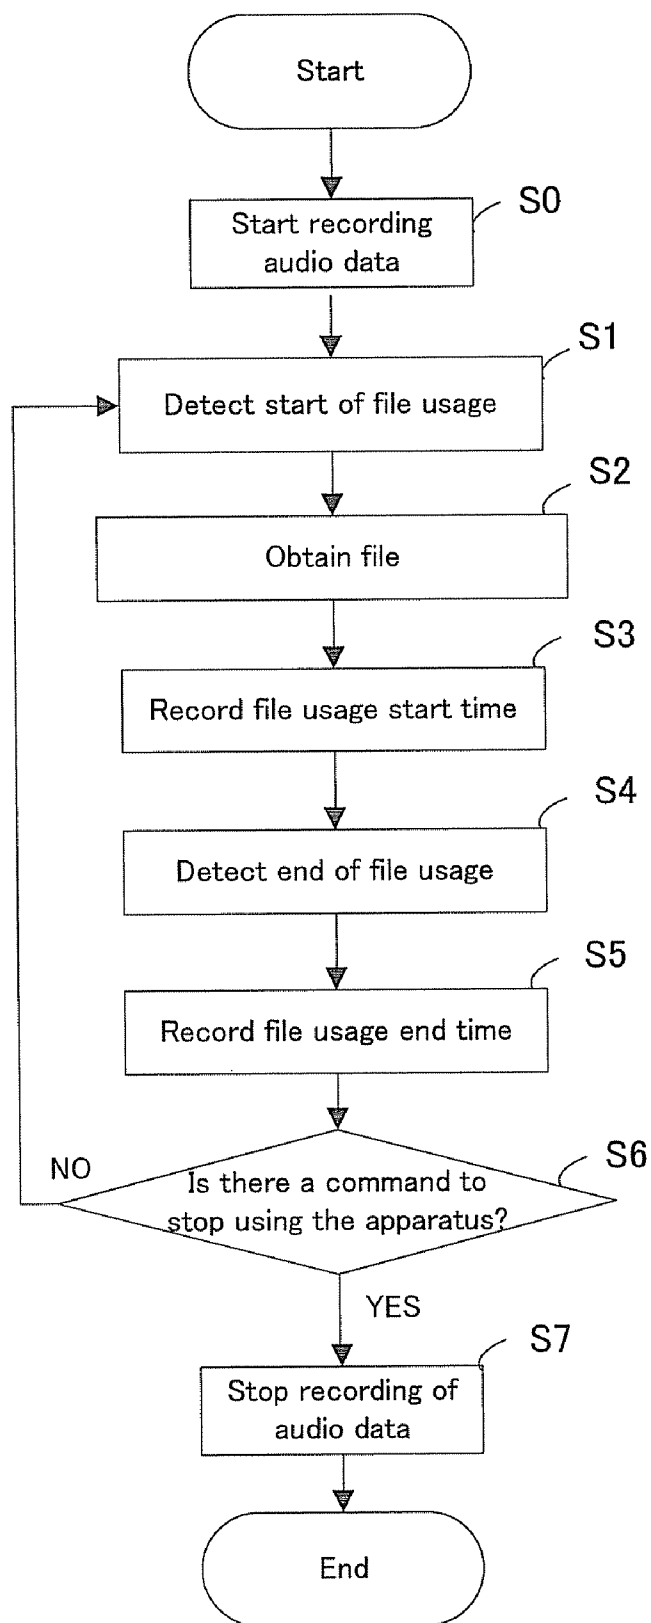 Start
S0
Start recording
audio data
S1
Detect start of file usage
S2
Obtain file
S3
Record file usage start time
S4
Detect end of file usage
S5
Record file usage end time
S6
NO
Is there a command to
stop using the apparatus?
YES
S7
Stop recording of
audio data
End